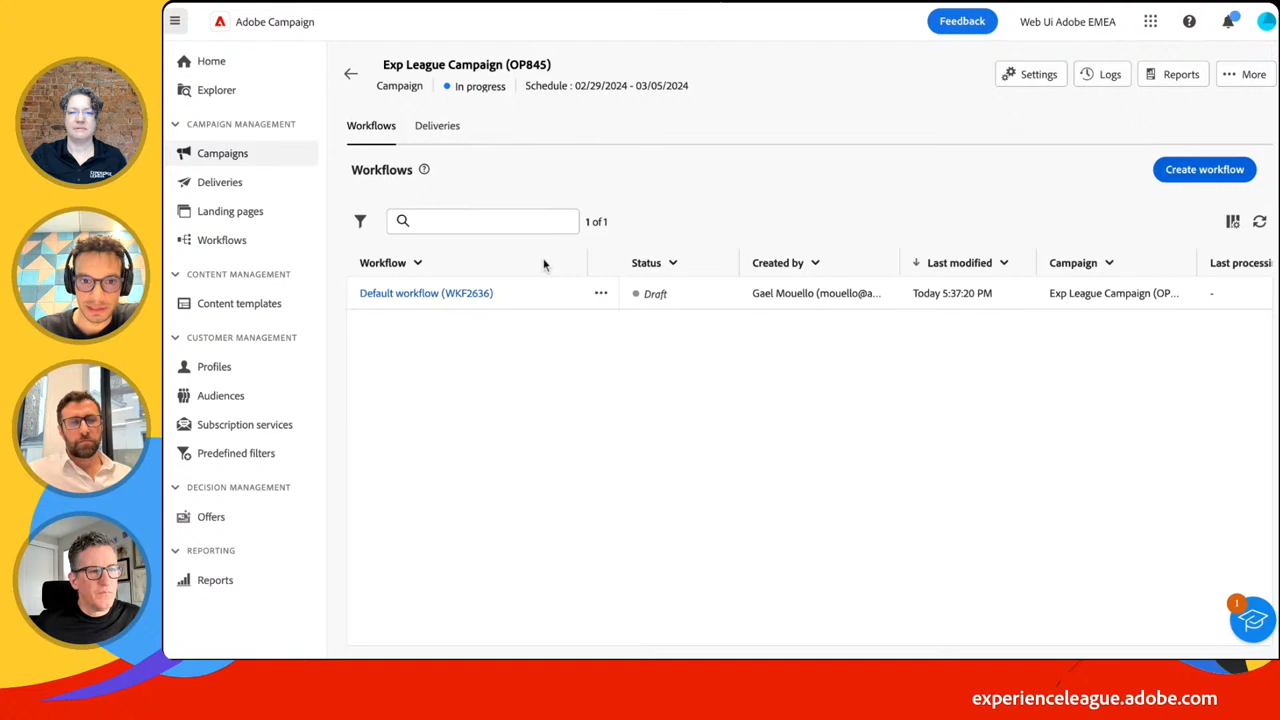 Adobe Campaign
Feedback
Web Ui Adobe EMEA
Home
Explorer
CAMPAIGN MANAGEMENT
Campaigns
Deliveries
Landing pages
Workflows
CONTENT MANAGEMENT
Content templates
CUSTOMER MANAGEMENT
Profiles
Audiences
Subscription services
Predefined filters
DECISION MANAGEMENT
Offers
REPORTING
Reports
Exp League Campaign (OP845)
Campaign In progress Schedule : 02/29/2024 - 03/05/2024
Settings Logs Reports More
Workflows Deliveries
Workflows
Create workflow
1 of 1
Workflow Status Created by Last modified Campaign Last processi
Default workflow (WKF2636) ... Draft Gael Mouello (mouello@a... Today 5:37:20 PM Exp League Campaign (OP... -
1
experienceleague.adobe.com